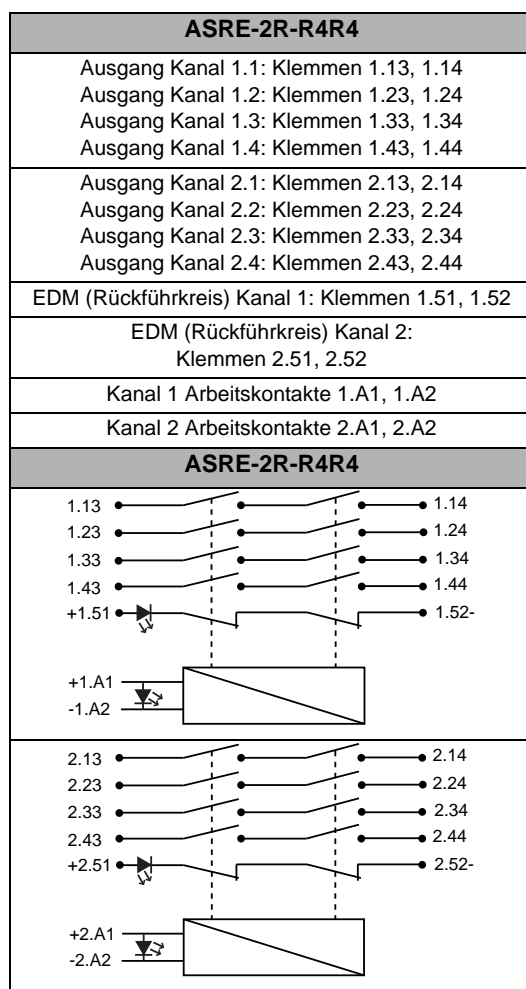 ASRE-2R-R4R4
Ausgang Kanal 1.1: Klemmen 1.13, 1.14
Ausgang Kanal 1.2: Klemmen 1.23, 1.24
Ausgang Kanal 1.3: Klemmen 1.33, 1.34
Ausgang Kanal 1.4: Klemmen 1.43, 1.44
Ausgang Kanal 2.1: Klemmen 2.13, 2.14
Ausgang Kanal 2.2: Klemmen 2.23, 2.24
Ausgang Kanal 2.3: Klemmen 2.33, 2.34
Ausgang Kanal 2.4: Klemmen 2.43, 2.44
EDM (Rückführkreis) Kanal 1: Klemmen 1.51, 1.52
EDM (Rückführkreis) Kanal 2:
Klemmen 2.51, 2.52
Kanal 1 Arbeitskontakte 1.A1, 1.A2
Kanal 2 Arbeitskontakte 2.A1, 2.A2
ASRE-2R-R4R4
1.13 1.14
1.23 1.24
1.33 1.34
1.43 1.44
+1.51 1.52-
+1.A1
-1.A2
2.13 2.14
2.23 2.24
2.33 2.34
2.43 2.44
+2.51 2.52-
+2.A1
-2.A2